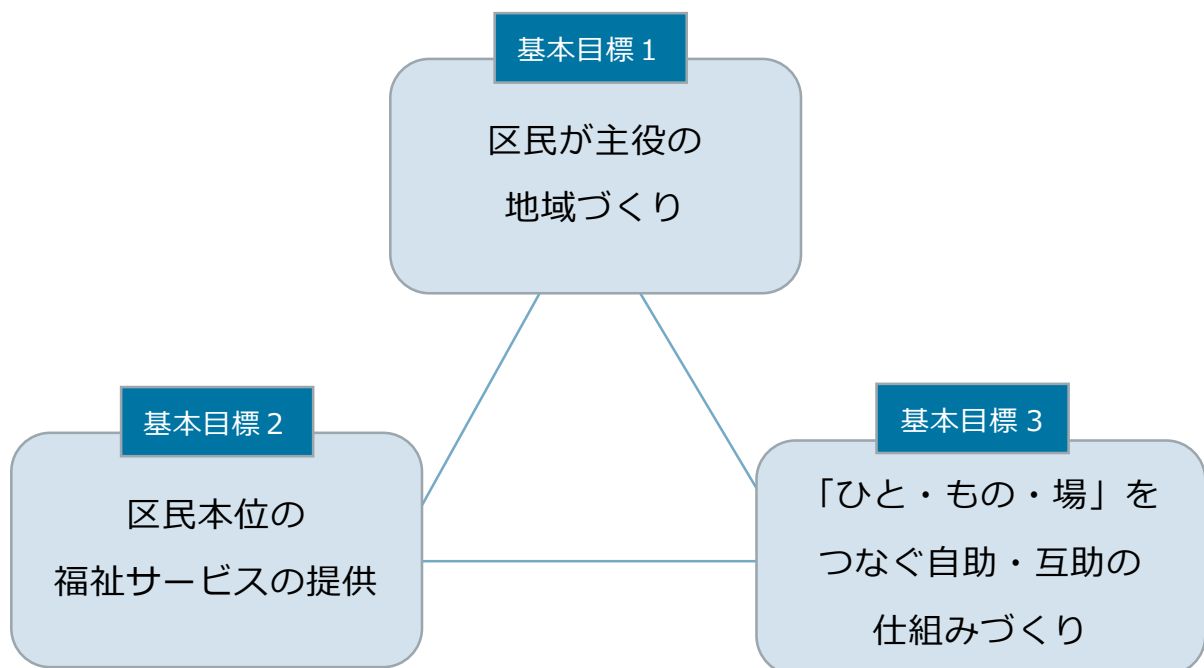 基本目標１
区民が主役の
地域づくり
基本目標２
区民本位の
福祉サービスの提供
基本目標３
「ひと・もの・場」を
つなぐ自助・互助の
仕組みづくり